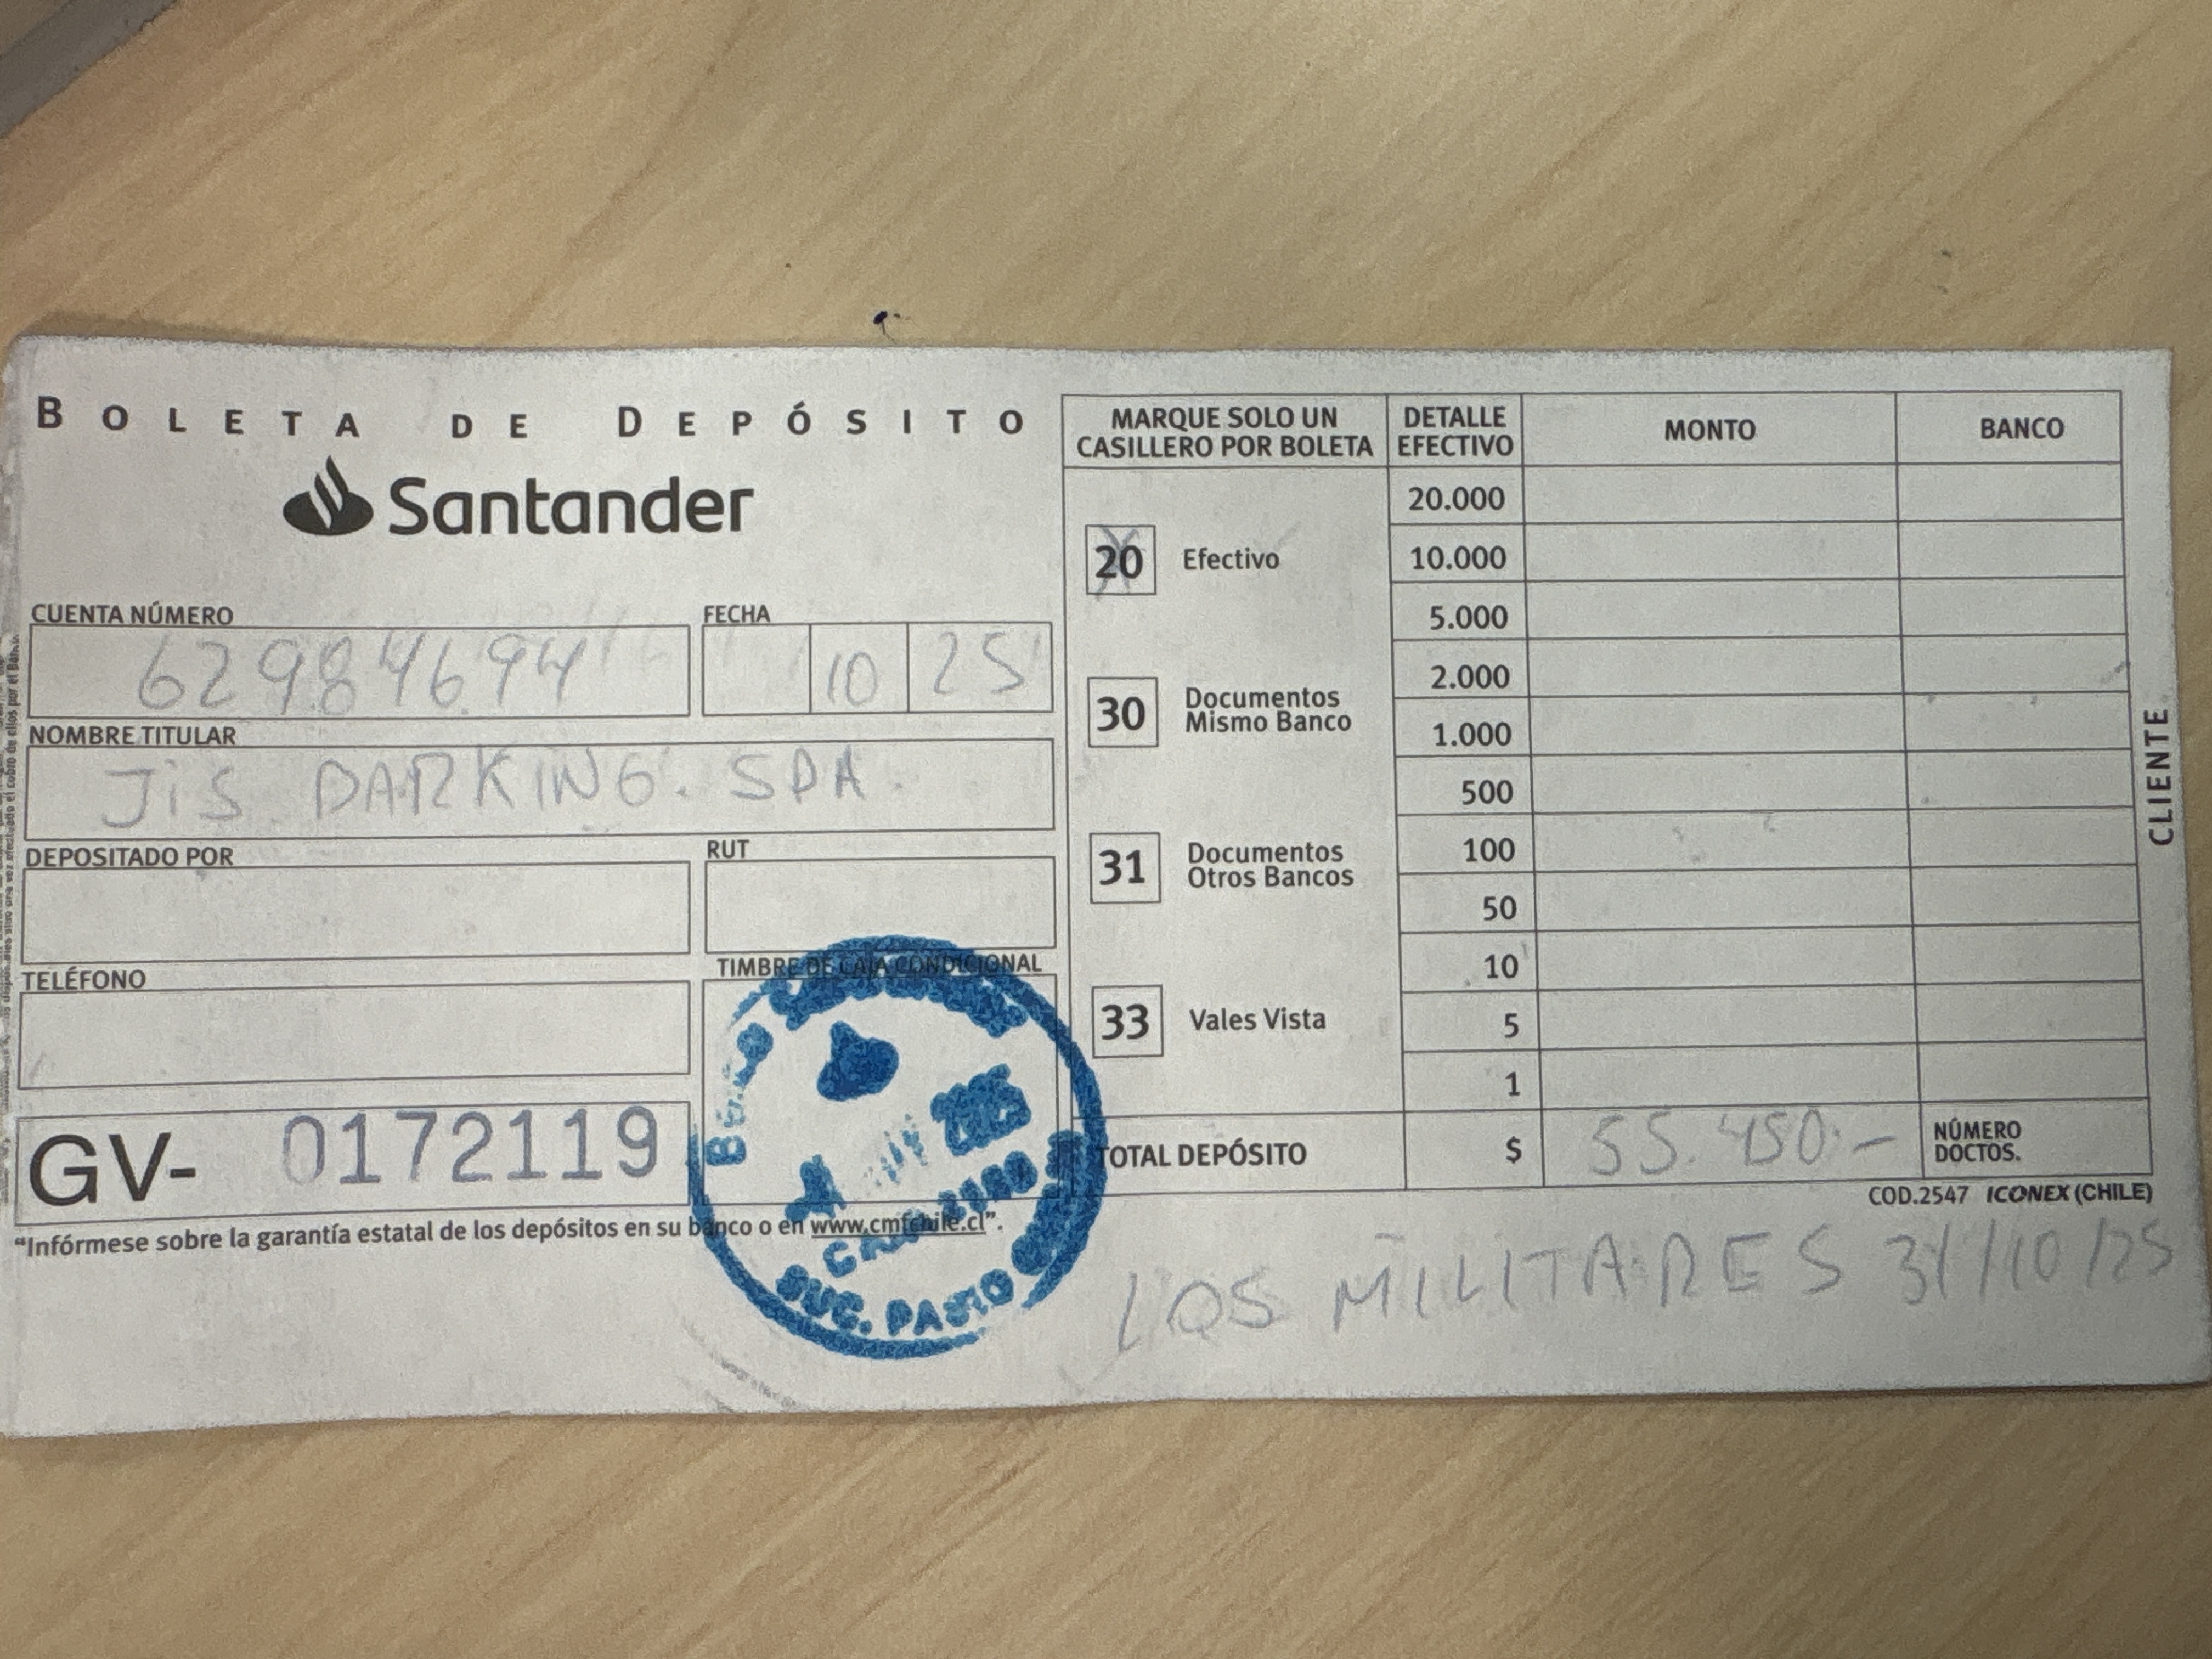 BOLETA DE DEPÓSITO
Santander
CUENTA NÚMERO
62984694
FECHA
10 25
NOMBRE TITULAR
JiS PARKING. SPA.
DEPOSITADO POR
RUT
TELÉFONO
TIMBRE DE CAJA CONDICIONAL
GV- 0172119
"Infórmese sobre la garantía estatal de los depósitos en su banco o en www.cmfchile.cl".
SUC.
MARQUE SOLO UN
CASILLERO POR BOLETA
20 Efectivo
30 Documentos
Mismo Banco
31 Documentos
Otros Bancos
33 Vales Vista
DETALLE
EFECTIVO
MONTO
BANCO
20.000
10.000
5.000
2.000
1.000
500
100
50
10
5
1
TOTAL DEPÓSITO $ 55.450.-
NÚMERO
DOCTOS.
COD.2547 ICONEX (CHILE)
CLIENTE
LOS MILITARES 31/10/25